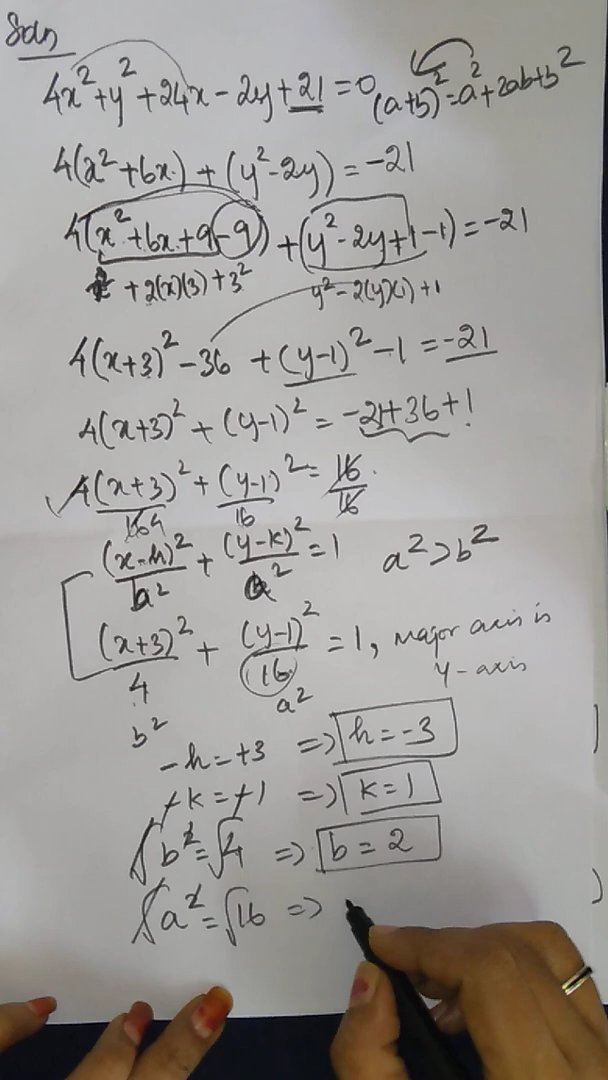 Soln
4x² + y² + 24x - 2y + 21 = 0 (a+b)² = a² + 2ab + b²
4(x² + 6x) + (y² - 2y) = -21
4(x² + 6x + 9 - 9) + (y² - 2y + 1 - 1) = -21
x² + 2(x)(3) + 3² y² - 2(y)(1) + 1
4(x+3)² - 36 + (y-1)² - 1 = -21
4(x+3)² + (y-1)² = -21 + 36 + 1
4(x+3)²/16 4 + (y-1)²/16 = 16/16
(x-h)²/b² + (y-k)²/a² = 1 a² > b²
(x+3)²/4 + (y-1)²/16 = 1, major axis is
y-axis
b² a²
-h = +3 => h = -3
-k = -1 => k = 1
√b² = √4 => b = 2
√a² = √16 =>